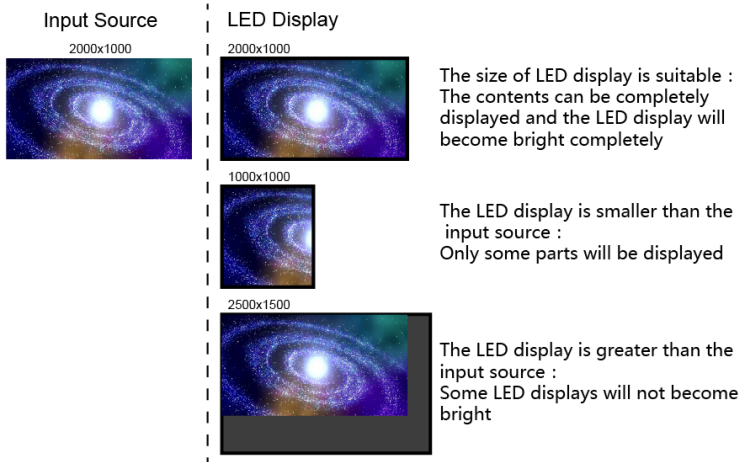 Input Source
LED Display
2000x1000
2000x1000
The size of LED display is suitable :
The contents can be completely
displayed and the LED display will
become bright completely
1000x1000
The LED display is smaller than the
input source :
Only some parts will be displayed
2500x1500
The LED display is greater than the
input source :
Some LED displays will not become
bright